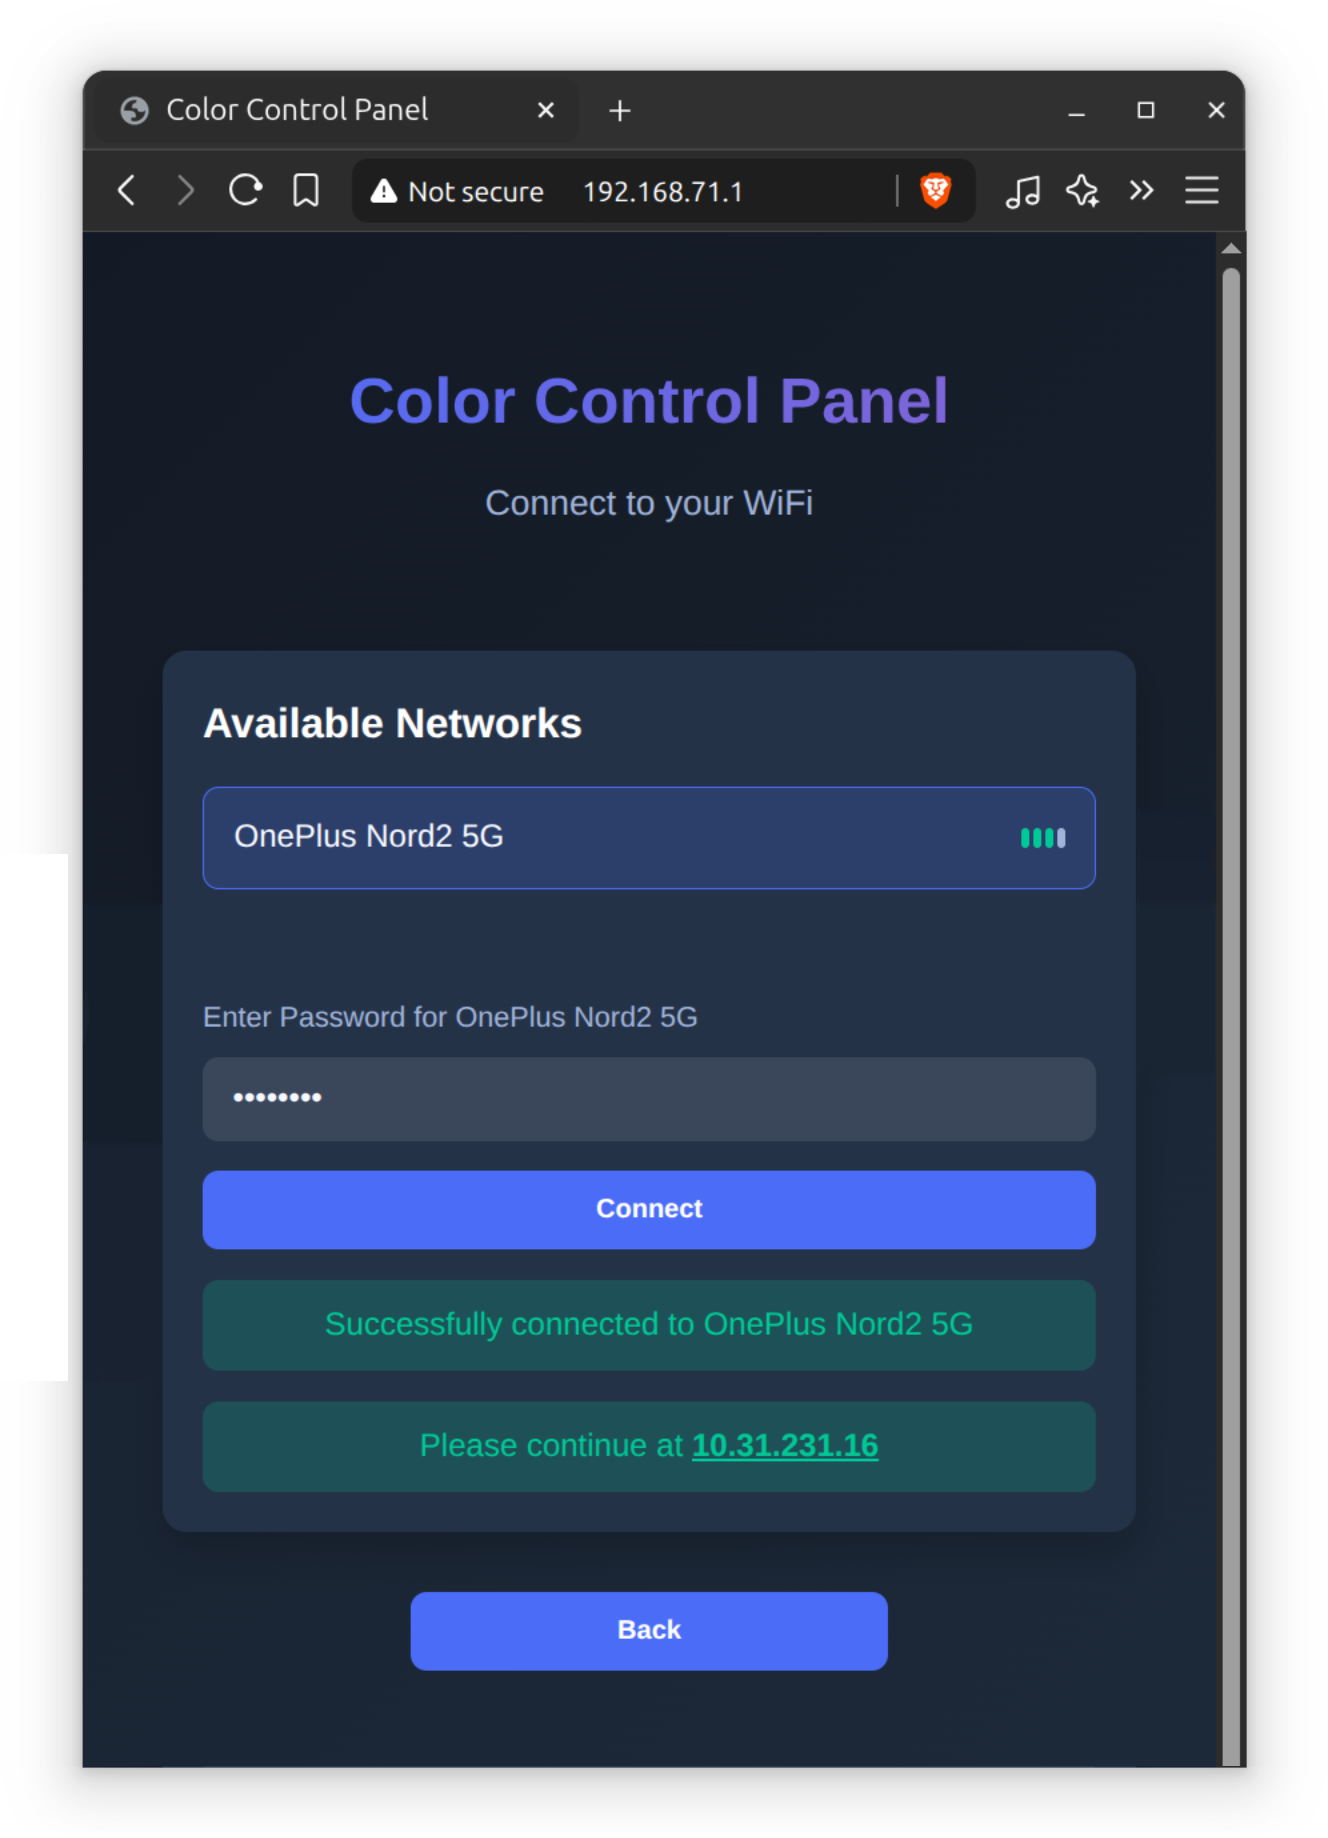 Color Control Panel
Not secure 192.168.71.1
Color Control Panel
Connect to your WiFi
Available Networks
OnePlus Nord2 5G
Enter Password for OnePlus Nord2 5G
••••••••
Connect
Successfully connected to OnePlus Nord2 5G
Please continue at 10.31.231.16
Back